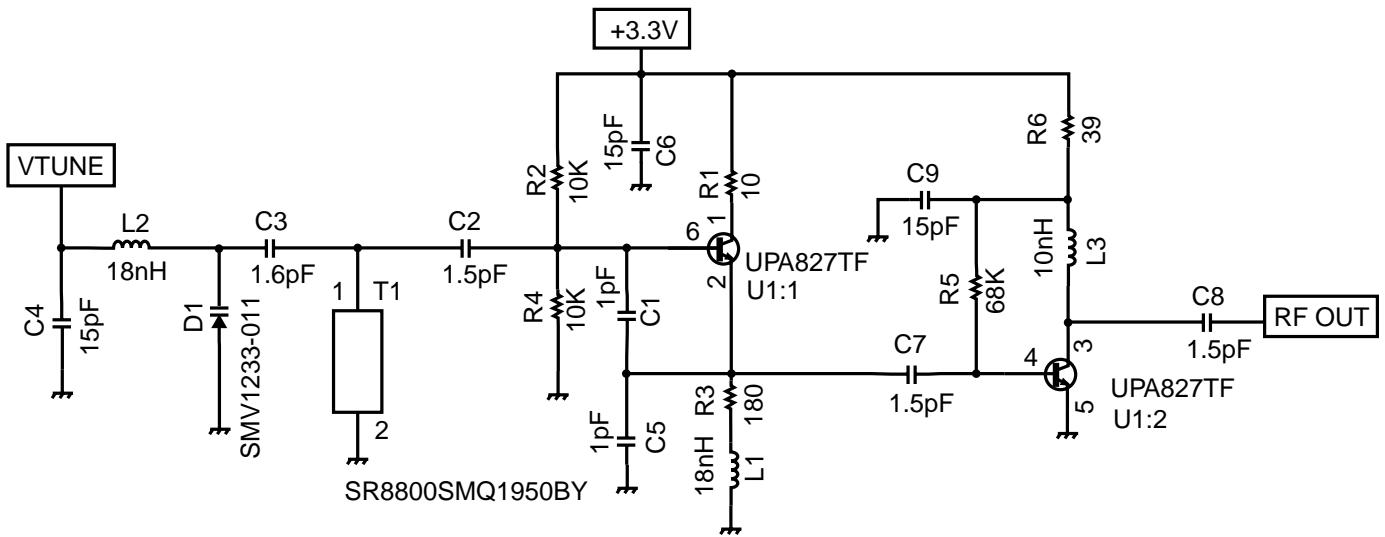 +3.3V
VTUNE
L2
18nH
C4
15pF
D1
SMV1233-011
C3
1.6pF
1
T1
2
SR8800SMQ1950BY
C2
1.5pF
R2
10K
R4
10K
15pF
C6
1pF
C1
1pF
C5
R1
10
1
6
2
UPA827TF
U1:1
R3
180
18nH
L1
C7
1.5pF
C9
15pF
R5
68K
R6
39
10nH
L3
3
4
5
UPA827TF
U1:2
C8
1.5pF
RF OUT